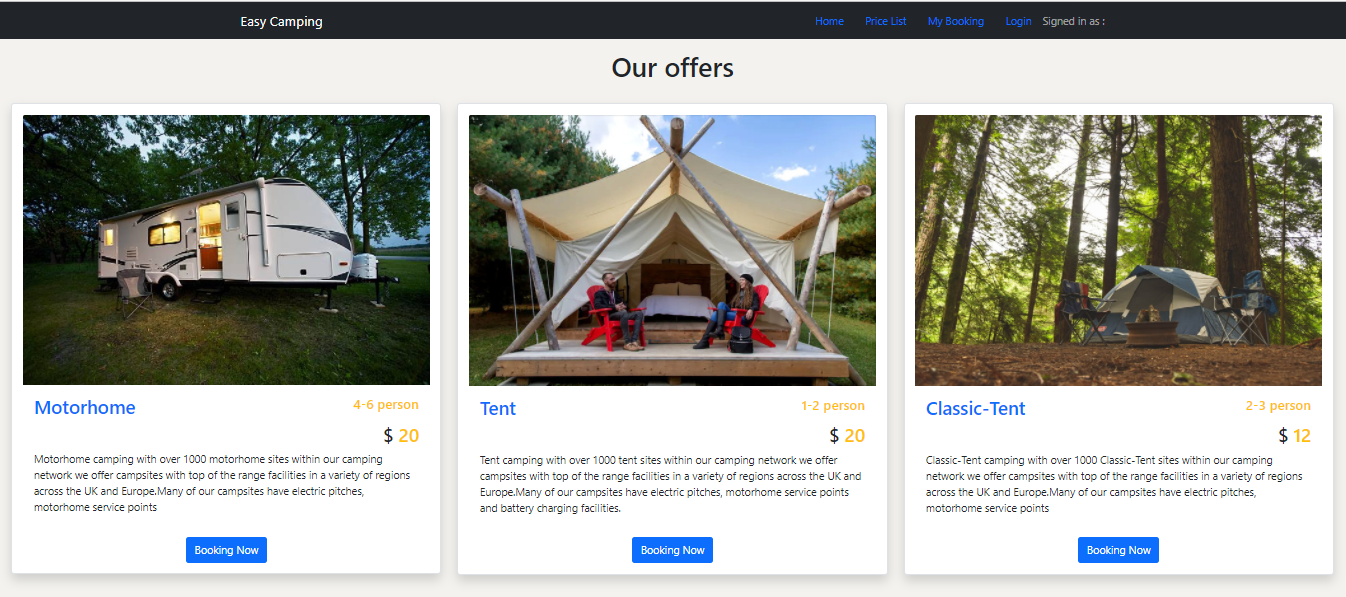 Easy Camping
Home Price List My Booking Login Signed in as :
Our offers
Motorhome
4-6 person
$ 20
Motorhome camping with over 1000 motorhome sites within our camping
network we offer campsites with top of the range facilities in a variety of regions
across the UK and Europe.Many of our campsites have electric pitches,
motorhome service points
Booking Now
Tent
1-2 person
$ 20
Tent camping with over 1000 tent sites within our camping network we offer
campsites with top of the range facilities in a variety of regions across the UK and
Europe.Many of our campsites have electric pitches, motorhome service points
and battery charging facilities.
Booking Now
Classic-Tent
2-3 person
$ 12
Classic-Tent camping with over 1000 Classic-Tent sites within our camping
network we offer campsites with top of the range facilities in a variety of regions
across the UK and Europe.Many of our campsites have electric pitches,
motorhome service points
Booking Now